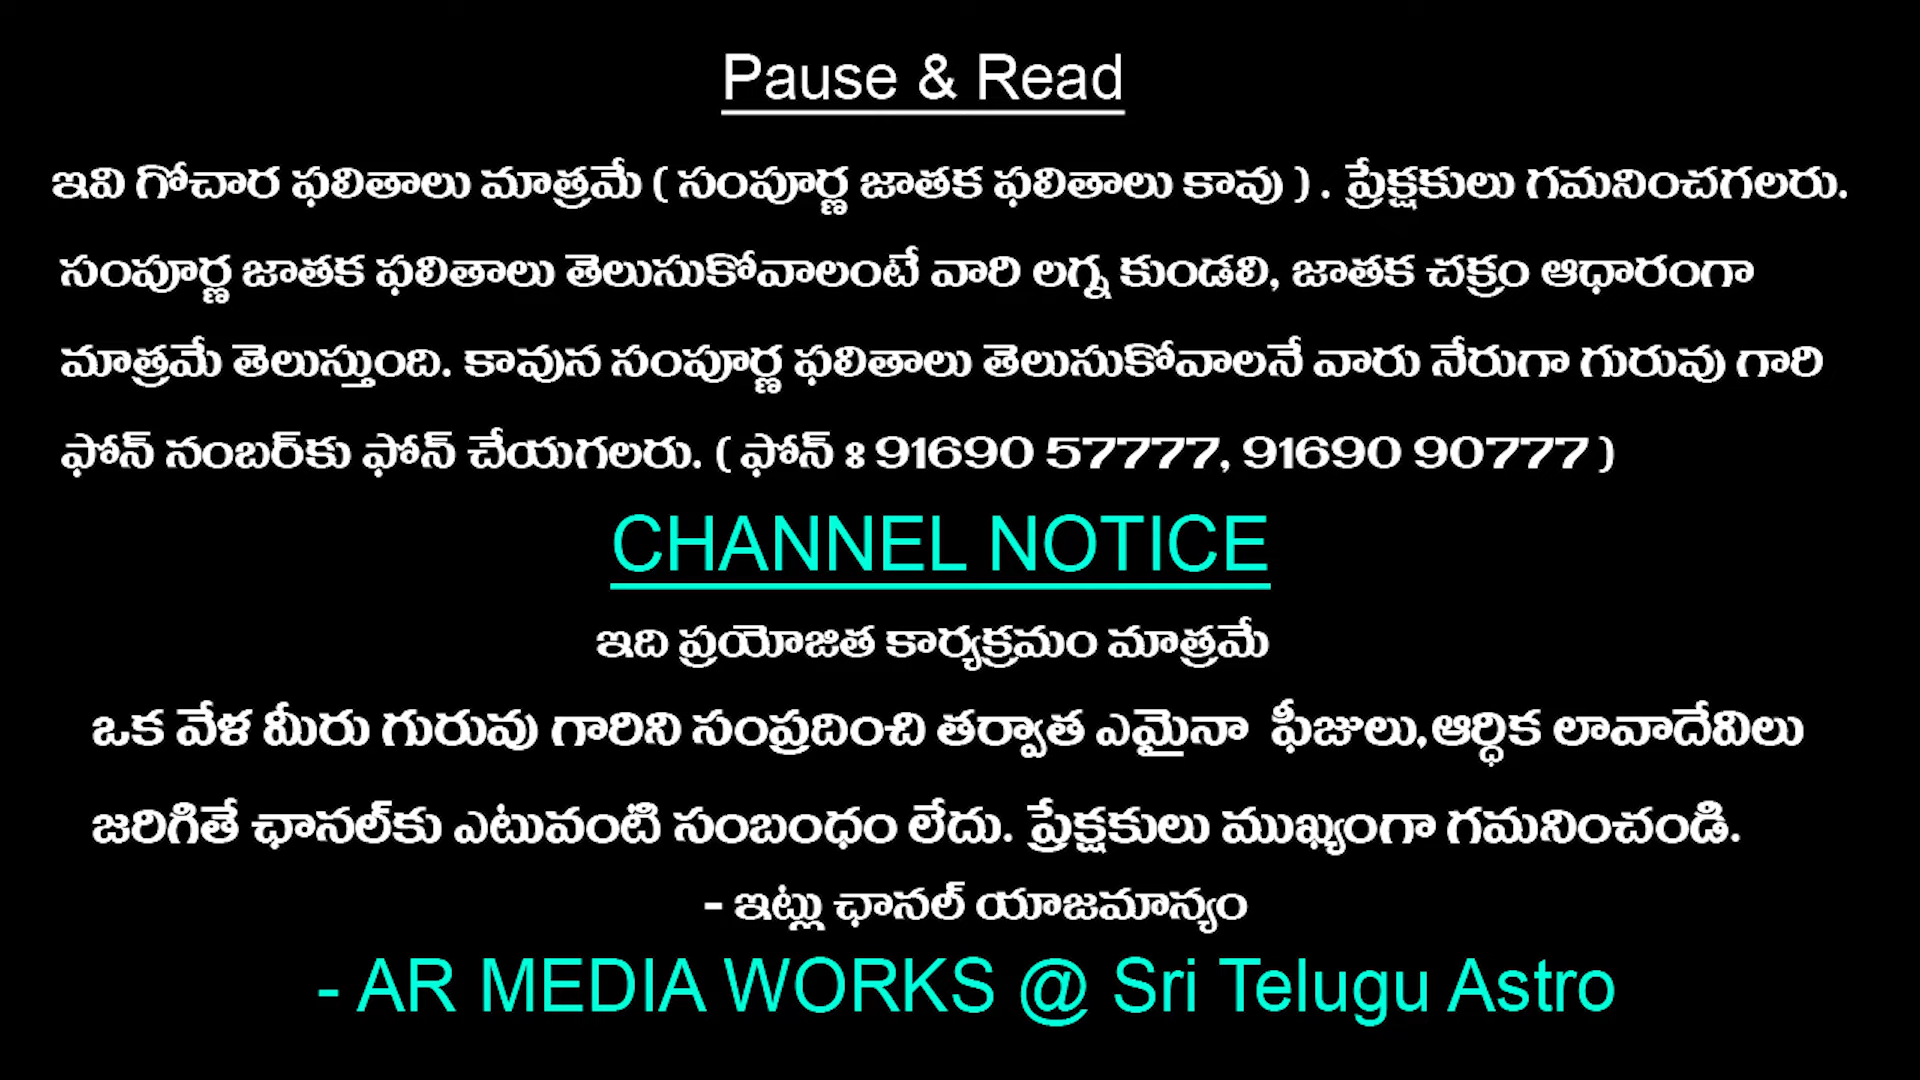 Pause & Read
ఇవి గోచార ఫలితాలు మాత్రమే ( సంపూర్ణ జాతక ఫలితాలు కావు ) . ప్రేక్షకులు గమనించగలరు.
సంపూర్ణ జాతక ఫలితాలు తెలుసుకోవాలంటే వారి లగ్న కుండలి, జాతక చక్రం ఆధారంగా
మాత్రమే తెలుస్తుంది. కావున సంపూర్ణ ఫలితాలు తెలుసుకోవాలనే వారు నేరుగా గురువు గారి
ఫోన్ నంబర్‌కు ఫోన్ చేయగలరు. ( ఫోన్ ః 91690 57777, 91690 90777 )
CHANNEL NOTICE
ఇది ప్రయోజిత కార్యక్రమం మాత్రమే
ఒక వేళ మీరు గురువు గారిని సంప్రదించి తర్వాత ఎమైనా ఫీజులు,ఆర్ధిక లావాదేవిలు
జరిగితే ఛానల్‌కు ఎటువంటి సంబంధం లేదు. ప్రేక్షకులు ముఖ్యంగా గమనించండి.
- ఇట్లు ఛానల్ యాజమాన్యం
- AR MEDIA WORKS @ Sri Telugu Astro